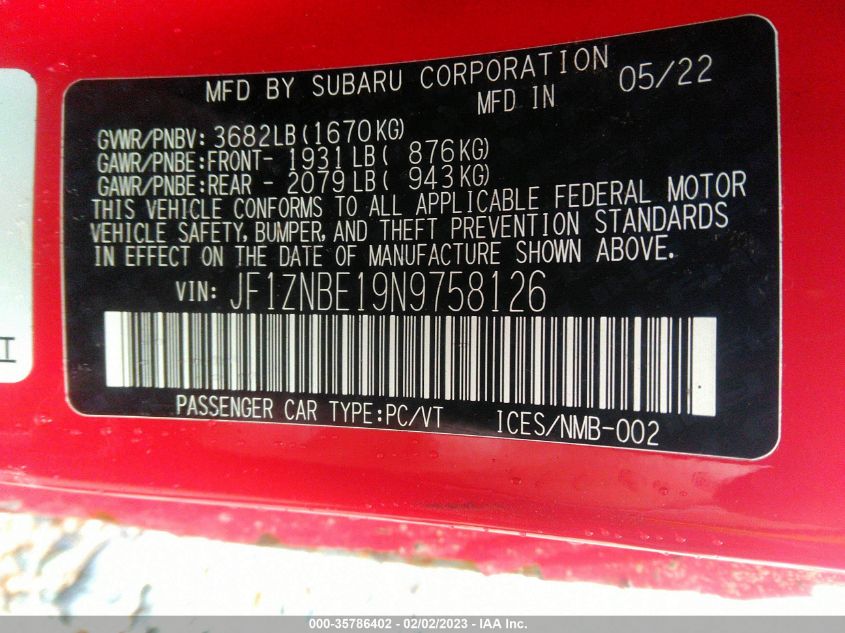 MFD BY SUBARU CORPORATION
MFD IN 05/22
GVWR/PNBV: 3682LB(1670KG)
GAWR/PNBE:FRONT- 1931LB( 876KG)
GAWR/PNBE:REAR - 2079LB( 943KG)
THIS VEHICLE CONFORMS TO ALL APPLICABLE FEDERAL MOTOR
VEHICLE SAFETY, BUMPER, AND THEFT PREVENTION STANDARDS
IN EFFECT ON THE DATE OF MANUFACTURE SHOWN ABOVE.
VIN: JF1ZNBE19N9758126
PASSENGER CAR TYPE:PC/VT ICES/NMB-002
000-35786402 - 02/02/2023 - IAA Inc.